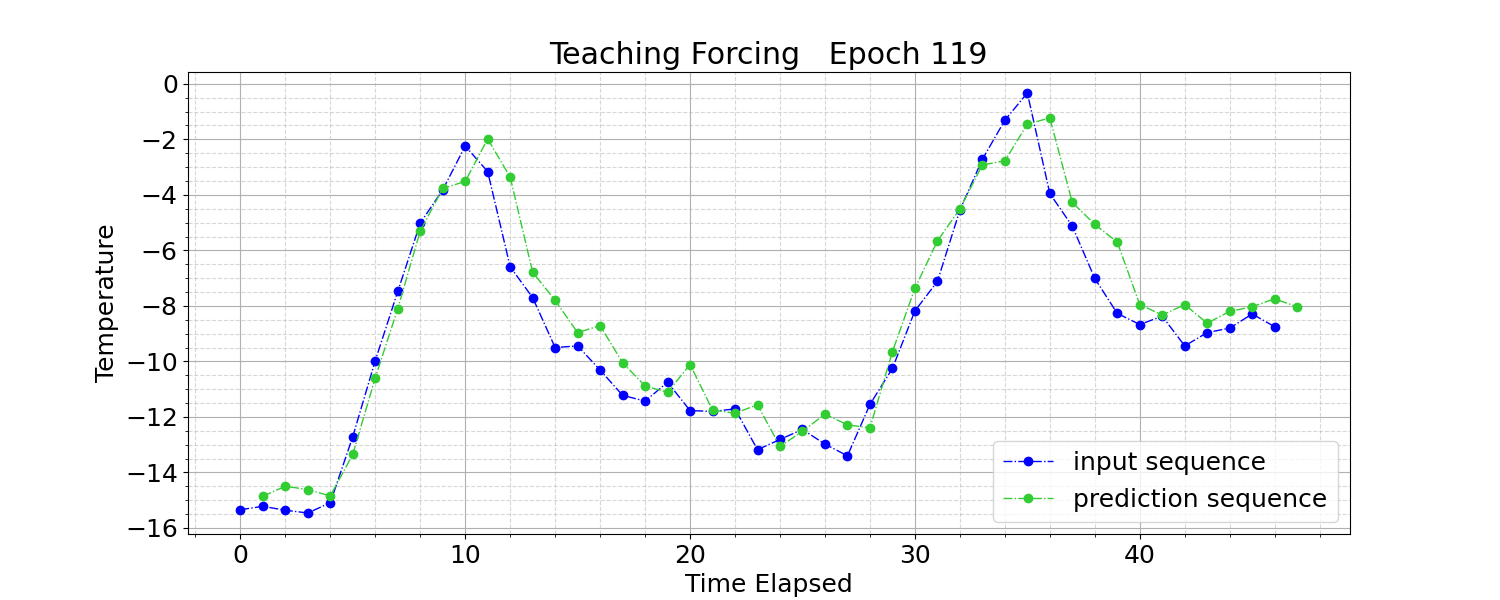 Teaching Forcing   Epoch 119
0
−2
−4
−6
−8
−10
−12
−14
−16
Temperature
input sequence
prediction sequence
0 10 20 30 40
Time Elapsed